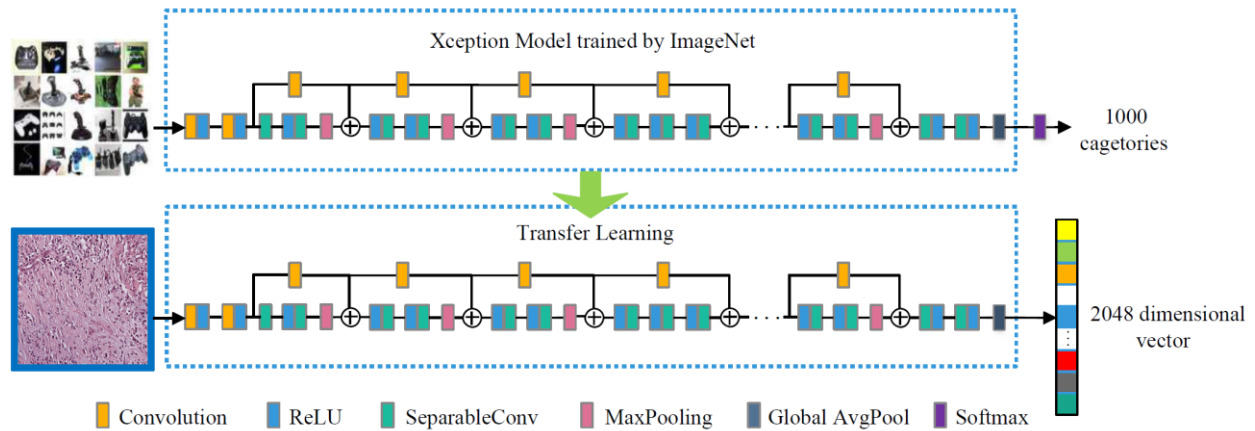 Xception Model trained by ImageNet
1000
cagetories
Transfer Learning
2048 dimensional
vector
Convolution ReLU SeparableConv MaxPooling Global AvgPool Softmax